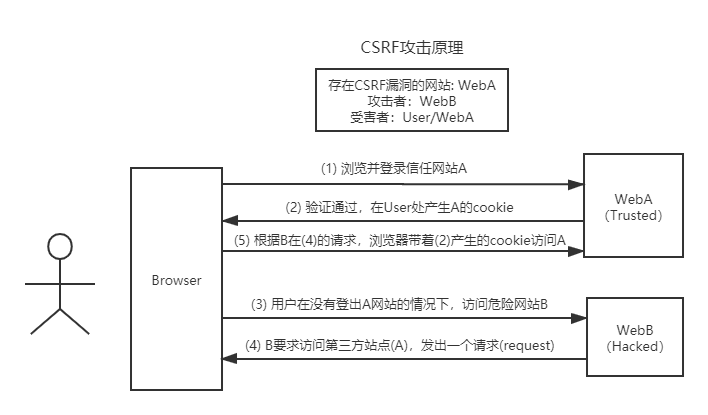 CSRF攻击原理
存在CSRF漏洞的网站: WebA
攻击者：WebB
受害者：User/WebA
(1) 浏览并登录信任网站A
(2) 验证通过，在User处产生A的cookie
(5) 根据B在(4)的请求，浏览器带着(2)产生的cookie访问A
WebA
(Trusted)
Browser
(3) 用户在没有登出A网站的情况下，访问危险网站B
(4) B要求访问第三方站点(A)，发出一个请求(request)
WebB
(Hacked)